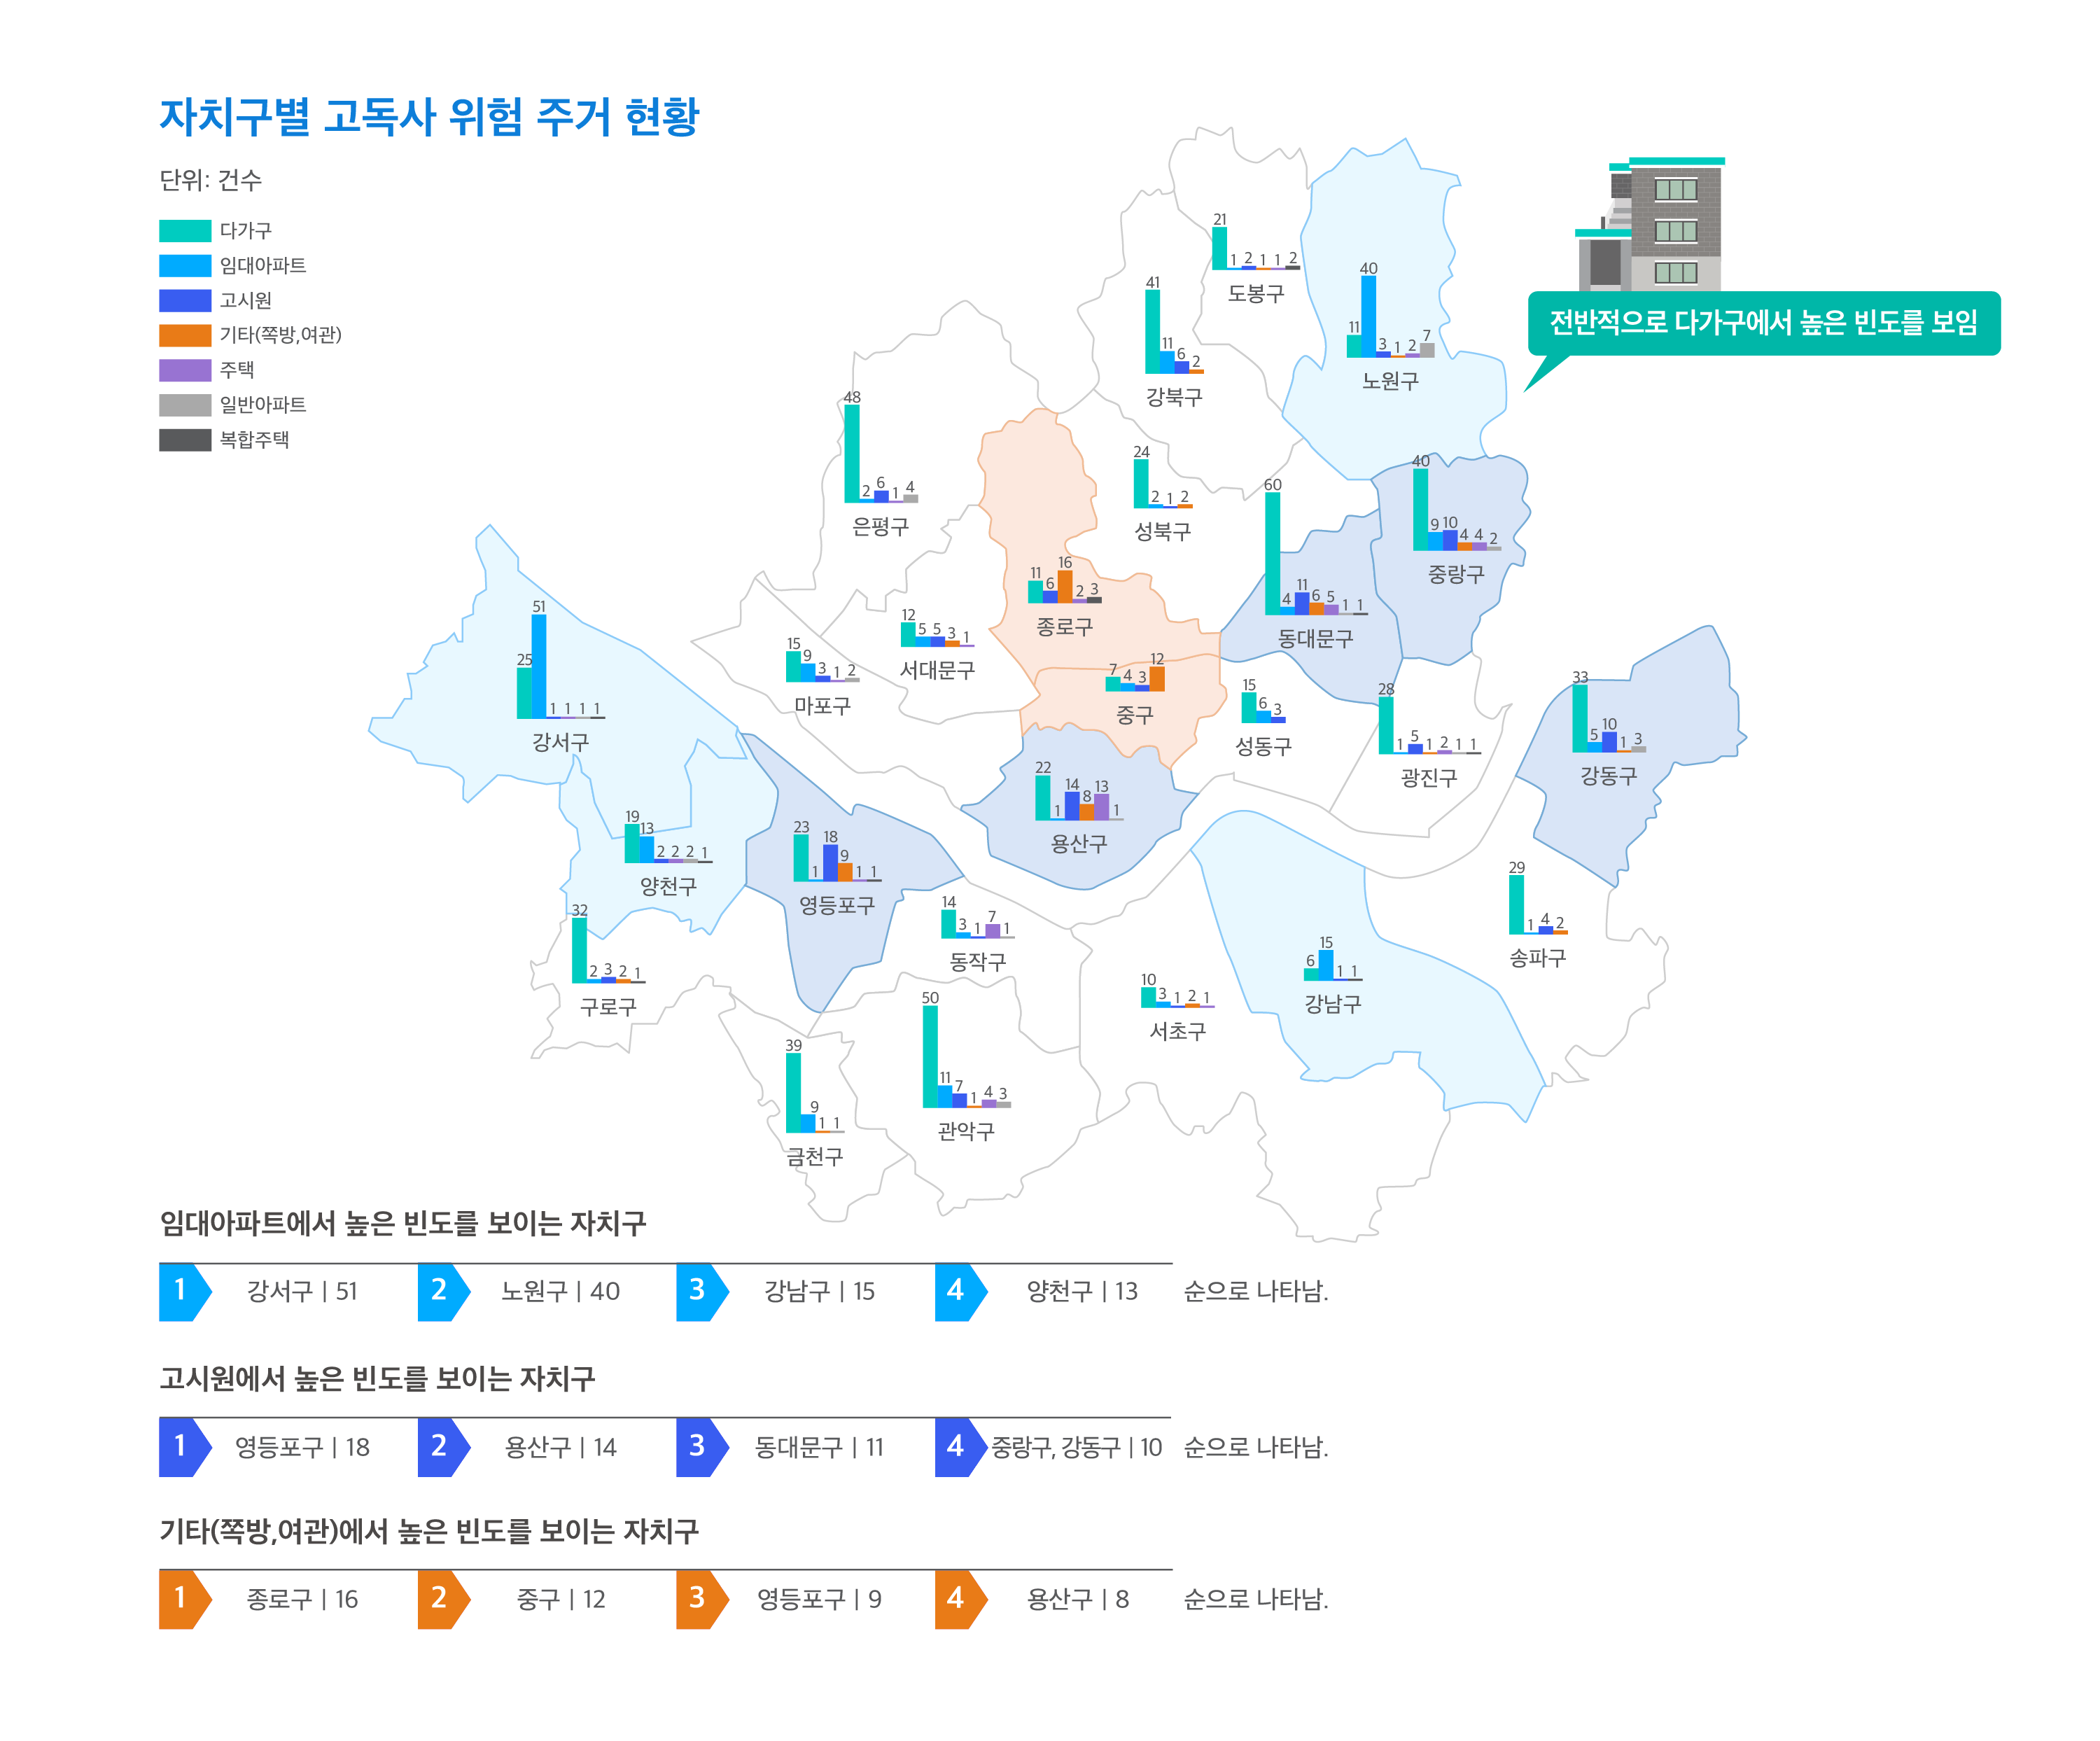 자치구별 고독사 위험 주거 현황
단위: 건수
다가구
임대아파트
고시원
기타(쪽방,여관)
주택
일반아파트
복합주택
전반적으로 다가구에서 높은 빈도를 보임
21 1 2 1 1 2
도봉구
40 11 3 1 2 7
노원구
41 11 6 2
강북구
48 2 6 1 4
은평구
24 2 1 2
성북구
40 9 10 4 4 2
중랑구
60 4 11 6 5 1 1
동대문구
11 6 16 2 3
종로구
12 5 5 3 1
서대문구
15 9 3 1 2
마포구
7 4 3 12
중구
15 6 3
성동구
28 1 5 1 2 1 1
광진구
33 5 10 1 3
강동구
25 51 1 1 1 1
강서구
22 1 14 8 13 1
용산구
19 13 2 2 2 1
양천구
23 1 18 9 1 1
영등포구
14 3 1 7 1
동작구
29 1 4 2
송파구
32 2 3 2 1
구로구
6 15 1 1
강남구
10 3 1 2 1
서초구
50 11 7 1 4 3
관악구
39 9 1 1
금천구
임대아파트에서 높은 빈도를 보이는 자치구
1 강서구 | 51 2 노원구 | 40 3 강남구 | 15 4 양천구 | 13 순으로 나타남.
고시원에서 높은 빈도를 보이는 자치구
1 영등포구 | 18 2 용산구 | 14 3 동대문구 | 11 4 중랑구, 강동구 | 10 순으로 나타남.
기타(쪽방,여관)에서 높은 빈도를 보이는 자치구
1 종로구 | 16 2 중구 | 12 3 영등포구 | 9 4 용산구 | 8 순으로 나타남.